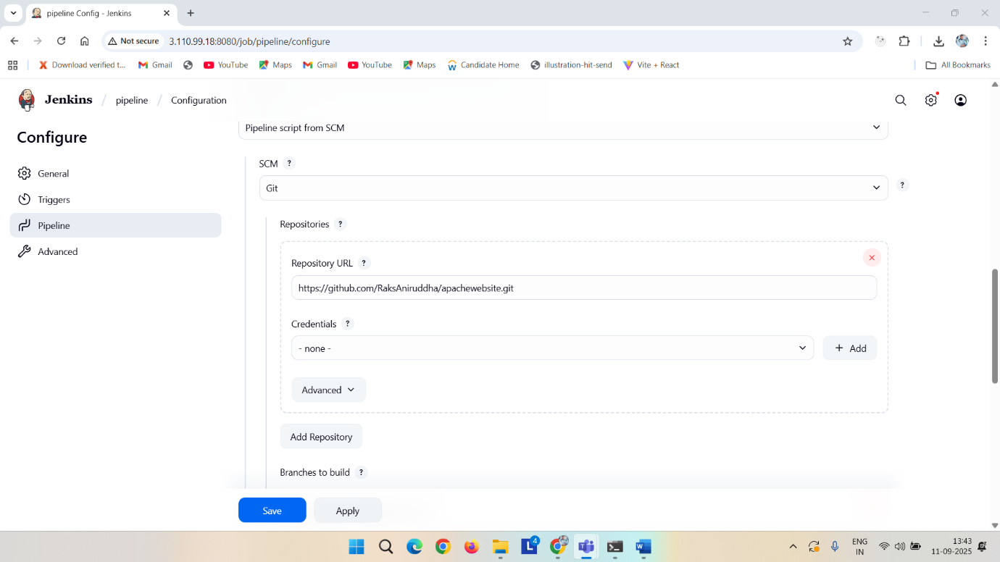 pipeline Config - Jenkins
Not secure 3.110.99.18:8080/job/pipeline/configure
Download verified t... Gmail YouTube Maps Gmail YouTube Maps Candidate Home illustration-hit-send Vite + React All Bookmarks
Jenkins / pipeline / Configuration
Configure
General
Triggers
Pipeline
Advanced
Pipeline script from SCM
SCM ?
Git
?
Repositories ?
Repository URL ?
https://github.com/RaksAniruddha/apachewebsite.git
Credentials ?
- none -
+ Add
Advanced
Add Repository
Branches to build ?
Save Apply
4
ENG
IN
13:43
11-09-2025